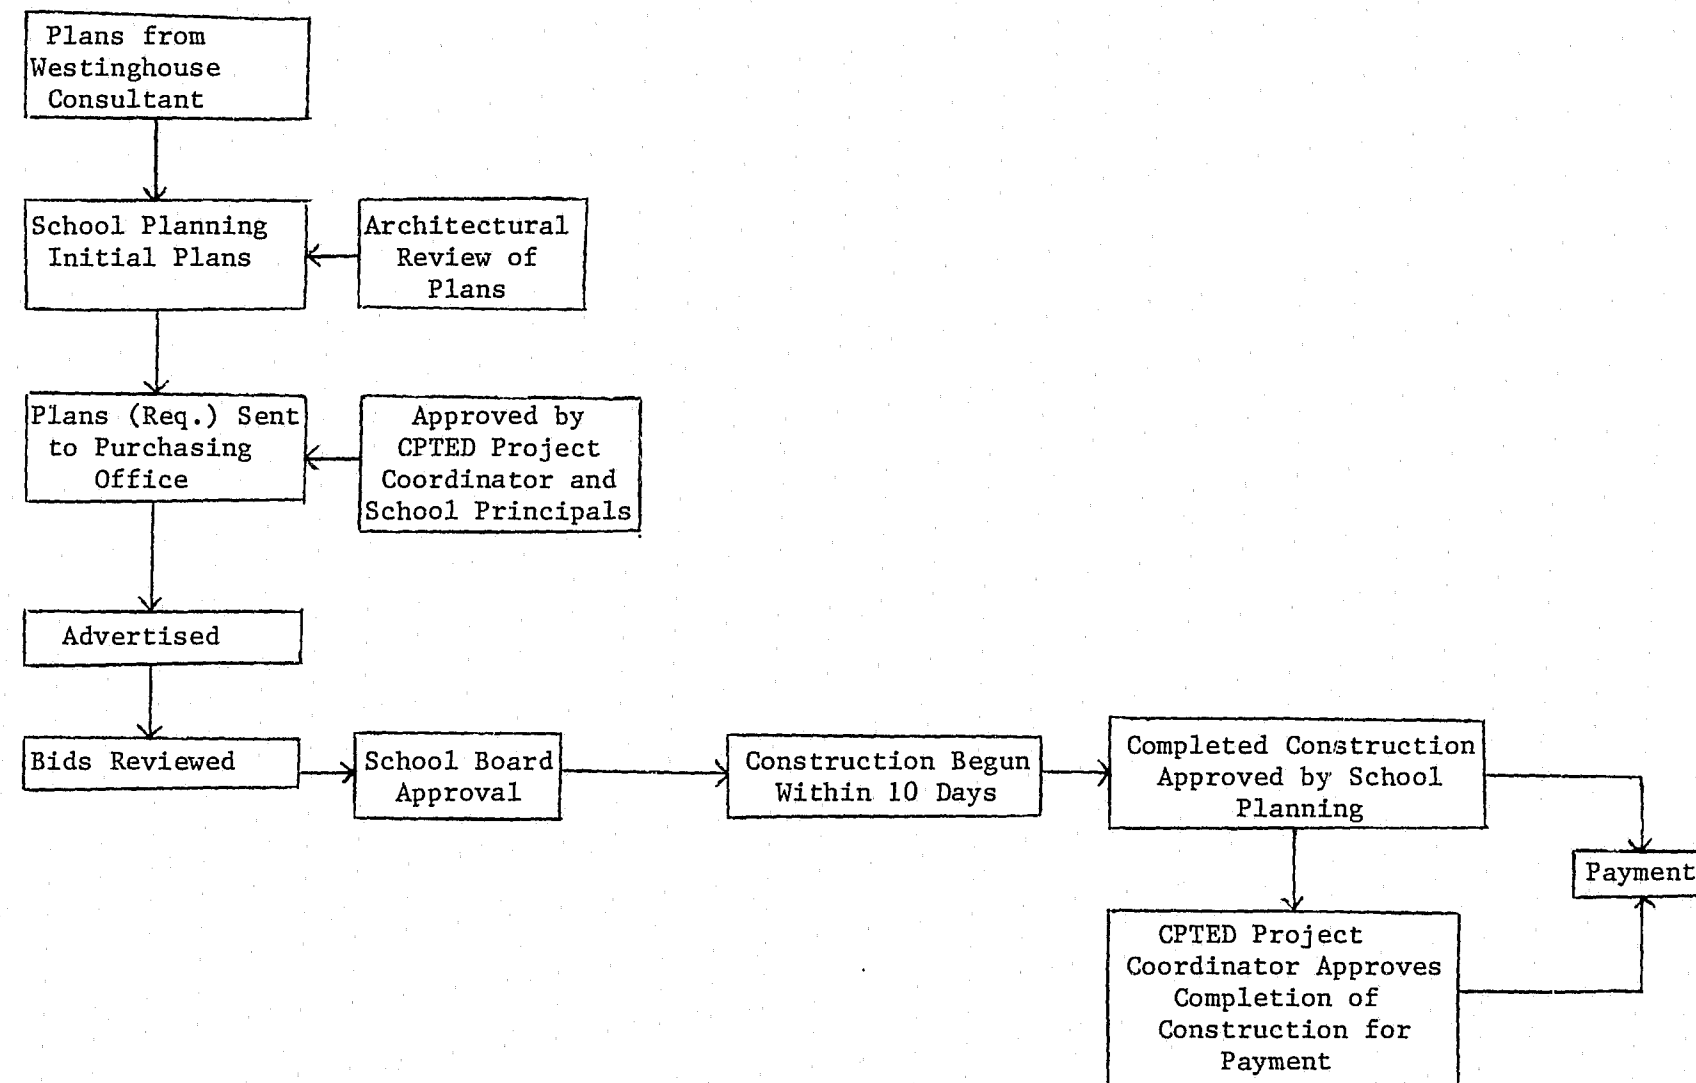 Plans from
Westinghouse
Consultant
School Planning
Initial Plans
Architectural
Review of
Plans
Plans (Req.) Sent
to Purchasing
Office
Approved by
CPTED Project
Coordinator and
School Principals
Advertised
Bids Reviewed
School Board
Approval
Construction Begun
Within 10 Days
Completed Construction
Approved by School
Planning
Payment
CPTED Project
Coordinator Approves
Completion of
Construction for
Payment